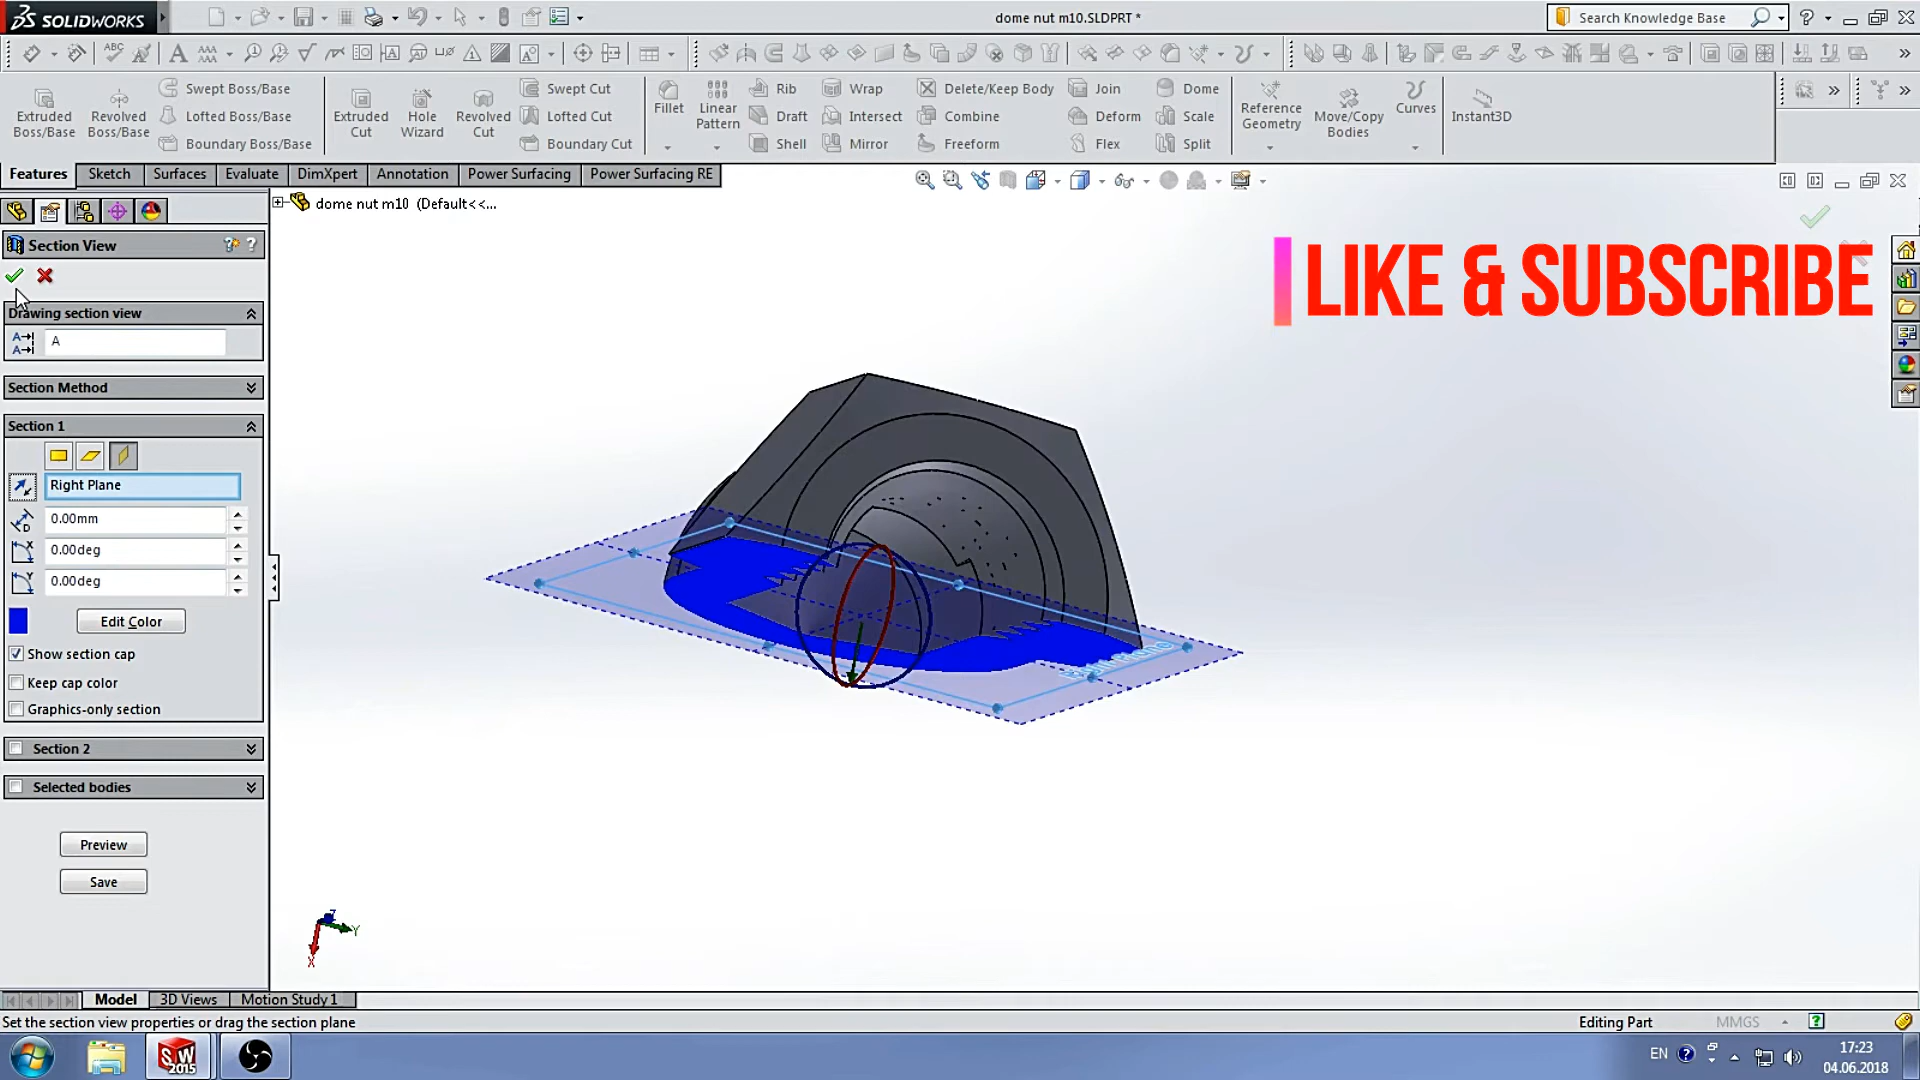 SOLIDWORKS
dome nut m10.SLDPRT *
Search Knowledge Base
Extruded Boss/Base
Revolved Boss/Base
Swept Boss/Base
Lofted Boss/Base
Boundary Boss/Base
Extruded Cut
Hole Wizard
Revolved Cut
Swept Cut
Lofted Cut
Boundary Cut
Fillet
Linear Pattern
Rib
Draft
Shell
Wrap
Intersect
Mirror
Delete/Keep Body
Combine
Freeform
Join
Deform
Flex
Dome
Scale
Split
Reference Geometry
Move/Copy Bodies
Curves
Instant3D
Features
Sketch
Surfaces
Evaluate
DimXpert
Annotation
Power Surfacing
Power Surfacing RE
dome nut m10 (Default<<...
Section View
LIKE & SUBSCRIBE
Drawing section view
A
Section Method
Section 1
Right Plane
0.00mm
0.00deg
0.00deg
Edit Color
Show section cap
Keep cap color
Graphics-only section
Section 2
Selected bodies
Preview
Save
Z
Y
X
Model
3D Views
Motion Study 1
Set the section view properties or drag the section plane
Editing Part
MMGS
SW 2015
EN
17:23
04.06.2018